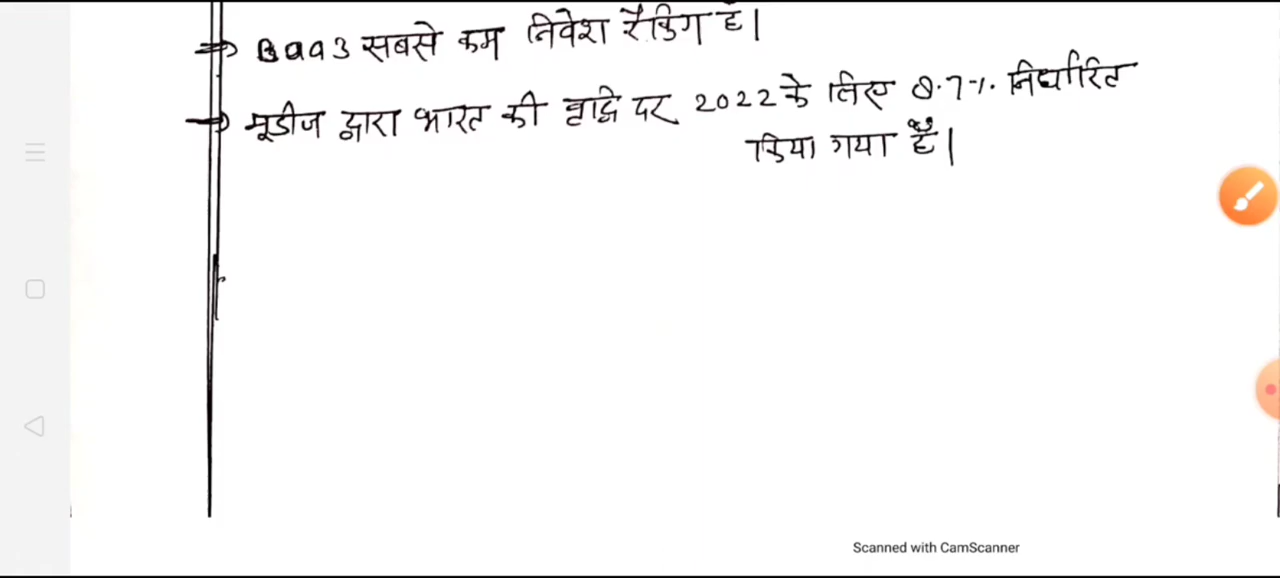 ⇒ Baa3 सबसे कम निवेश रैकिंग है।
→ मूडीज द्वारा भारत की वृद्धि दर 2022 के लिए 8.7% निर्धारित
किया गया है।
Scanned with CamScanner